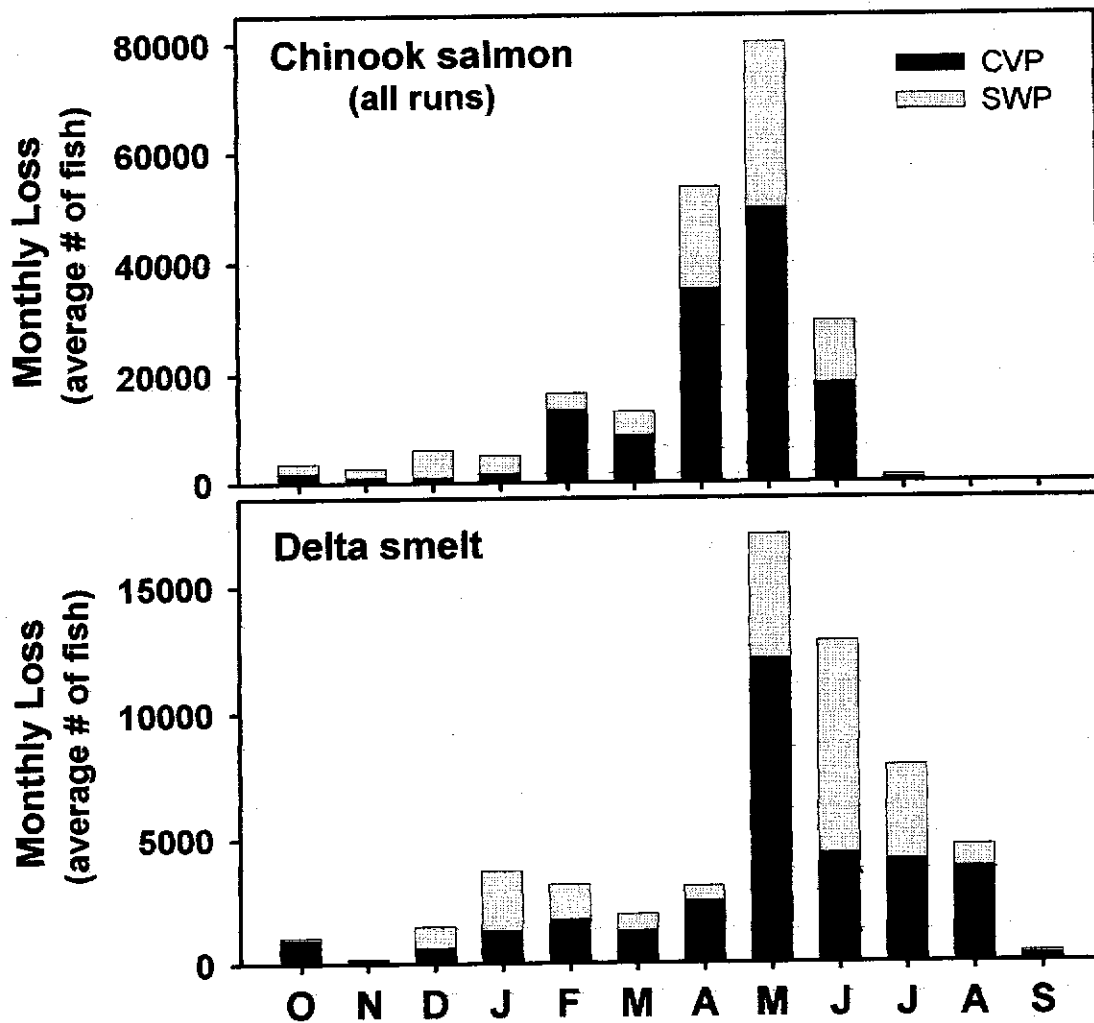 Chinook salmon
(all runs)
CVP
SWP
Monthly Loss
(average # of fish)
80000
60000
40000
20000
0
Delta smelt
Monthly Loss
(average # of fish)
15000
10000
5000
0
O N D J F M A M J J A S